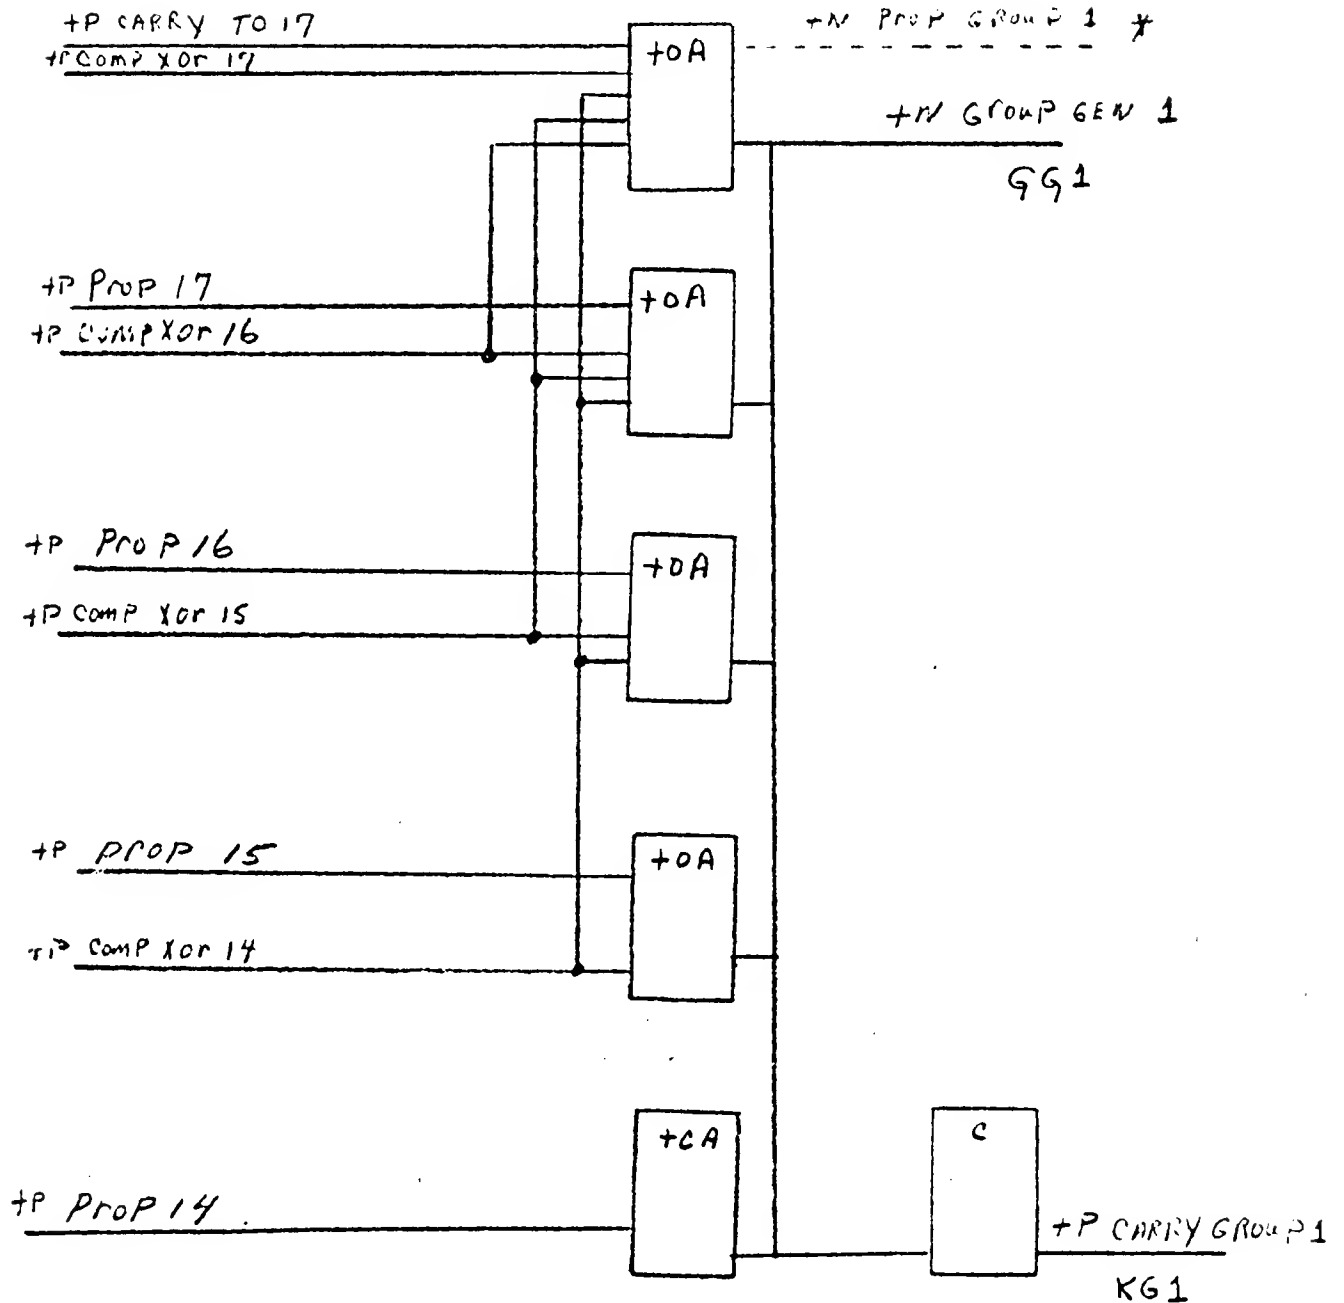 +P CARRY TO 17
+P Comp Xor 17
+OA
+N Prop GROUP 1 *
+N Group GEN 1
GG1
+P Prop 17
+P Comp Xor 16
+OA
+P Prop 16
+P Comp Xor 15
+OA
+P prop 15
+P Comp Xor 14
+OA
+P Prop 14
+CA
C
+P CARRY GROUP 1
KG1